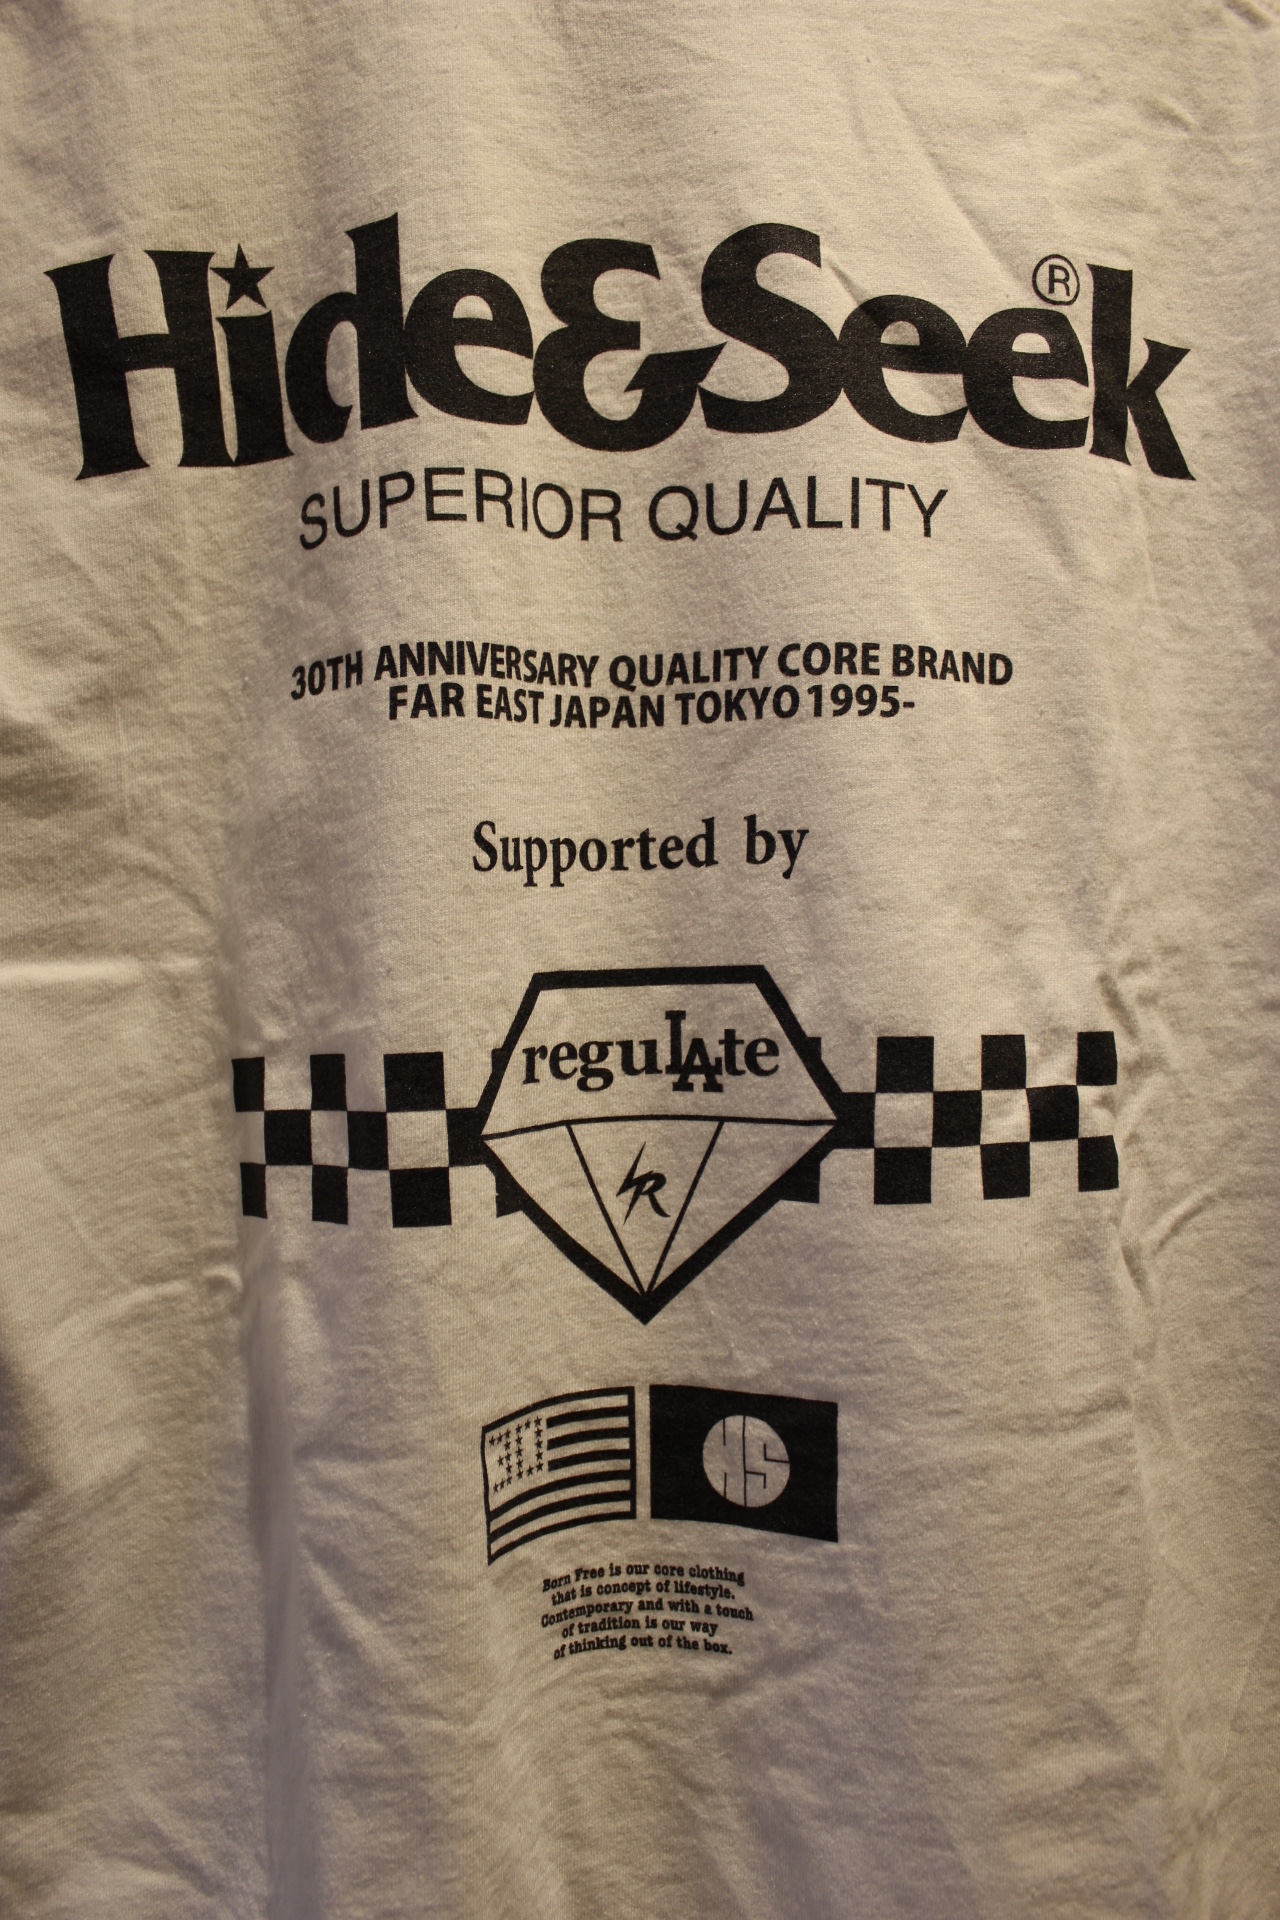 Hide&Seek®
SUPERIOR QUALITY
30TH ANNIVERSARY QUALITY CORE BRAND
FAR EAST JAPAN TOKYO 1995-
Supported by
reguLAte
LR
HS
Born Free is our core clothing
that is concept of lifestyle.
Contemporary and with a touch
of tradition is our way
of thinking out of the box.